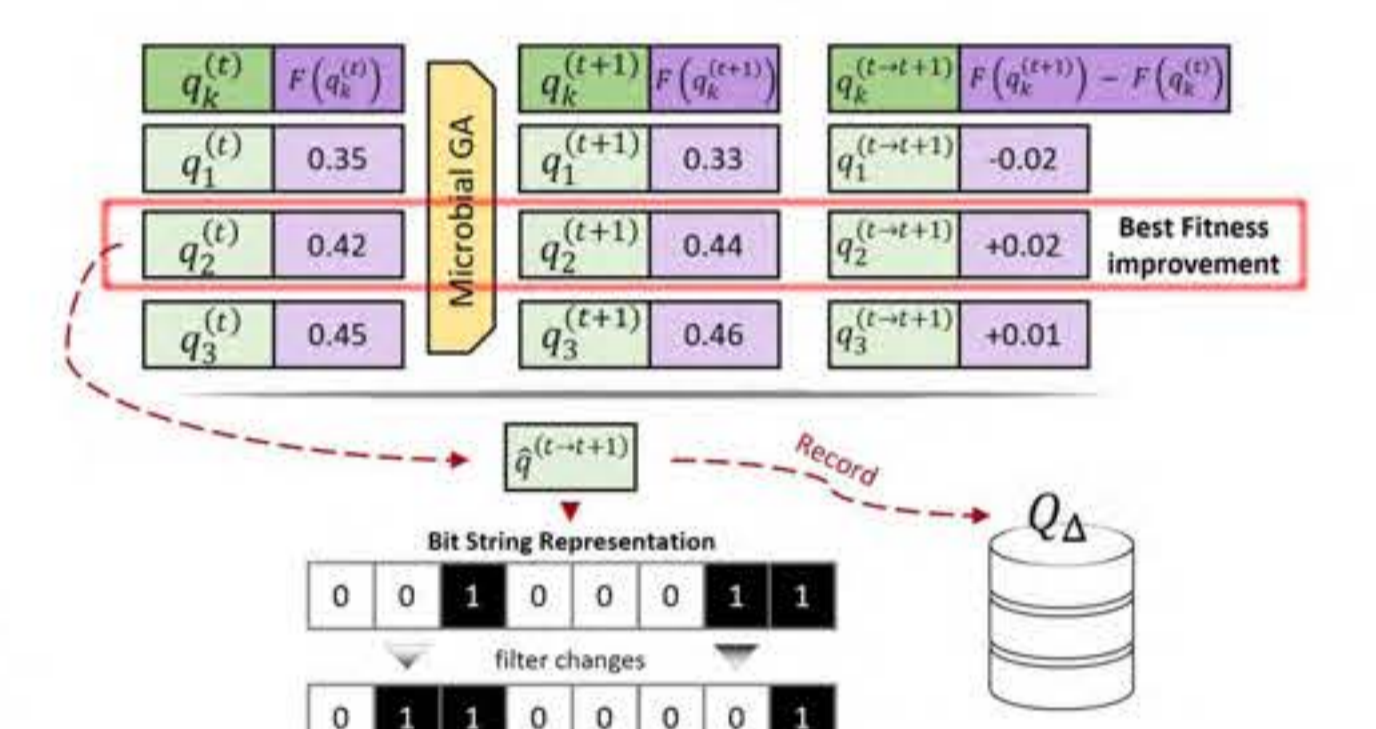 q_k^(t) F(q_k^(t)) q_k^(t+1) F(q_k^(t+1)) q_k^(t→t+1) F(q_k^(t+1)) − F(q_k^(t))
q_1^(t) 0.35 q_1^(t+1) 0.33 q_1^(t→t+1) -0.02
Microbial GA
q_2^(t) 0.42 q_2^(t+1) 0.44 q_2^(t→t+1) +0.02
Best Fitness
improvement
q_3^(t) 0.45 q_3^(t+1) 0.46 q_3^(t→t+1) +0.01
q̂^(t→t+1)
Record
Q_Δ
Bit String Representation
0 0 1 0 0 0 1 1
filter changes
0 1 1 0 0 0 0 1